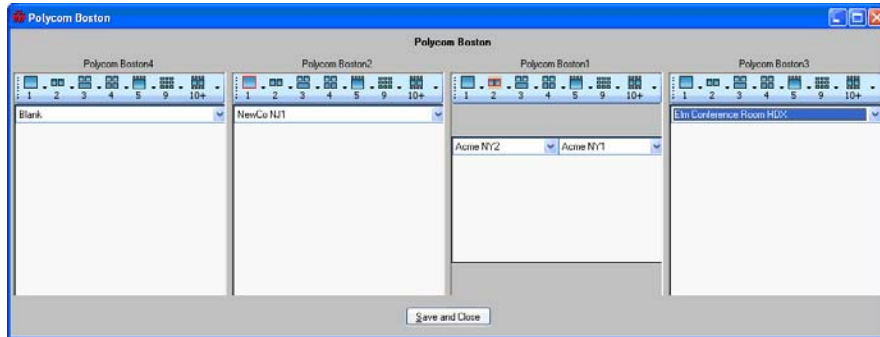 Polycom Boston
Polycom Boston
Polycom Boston4 Polycom Boston2 Polycom Boston1 Polycom Boston3
1 2 3 4 5 9 10+ 1 2 3 4 5 9 10+ 1 2 3 4 5 9 10+ 1 2 3 4 5 9 10+
Blank NewCo NJ1 Elm Conference Room HDX
Acme NY2 Acme NY1
Save and Close